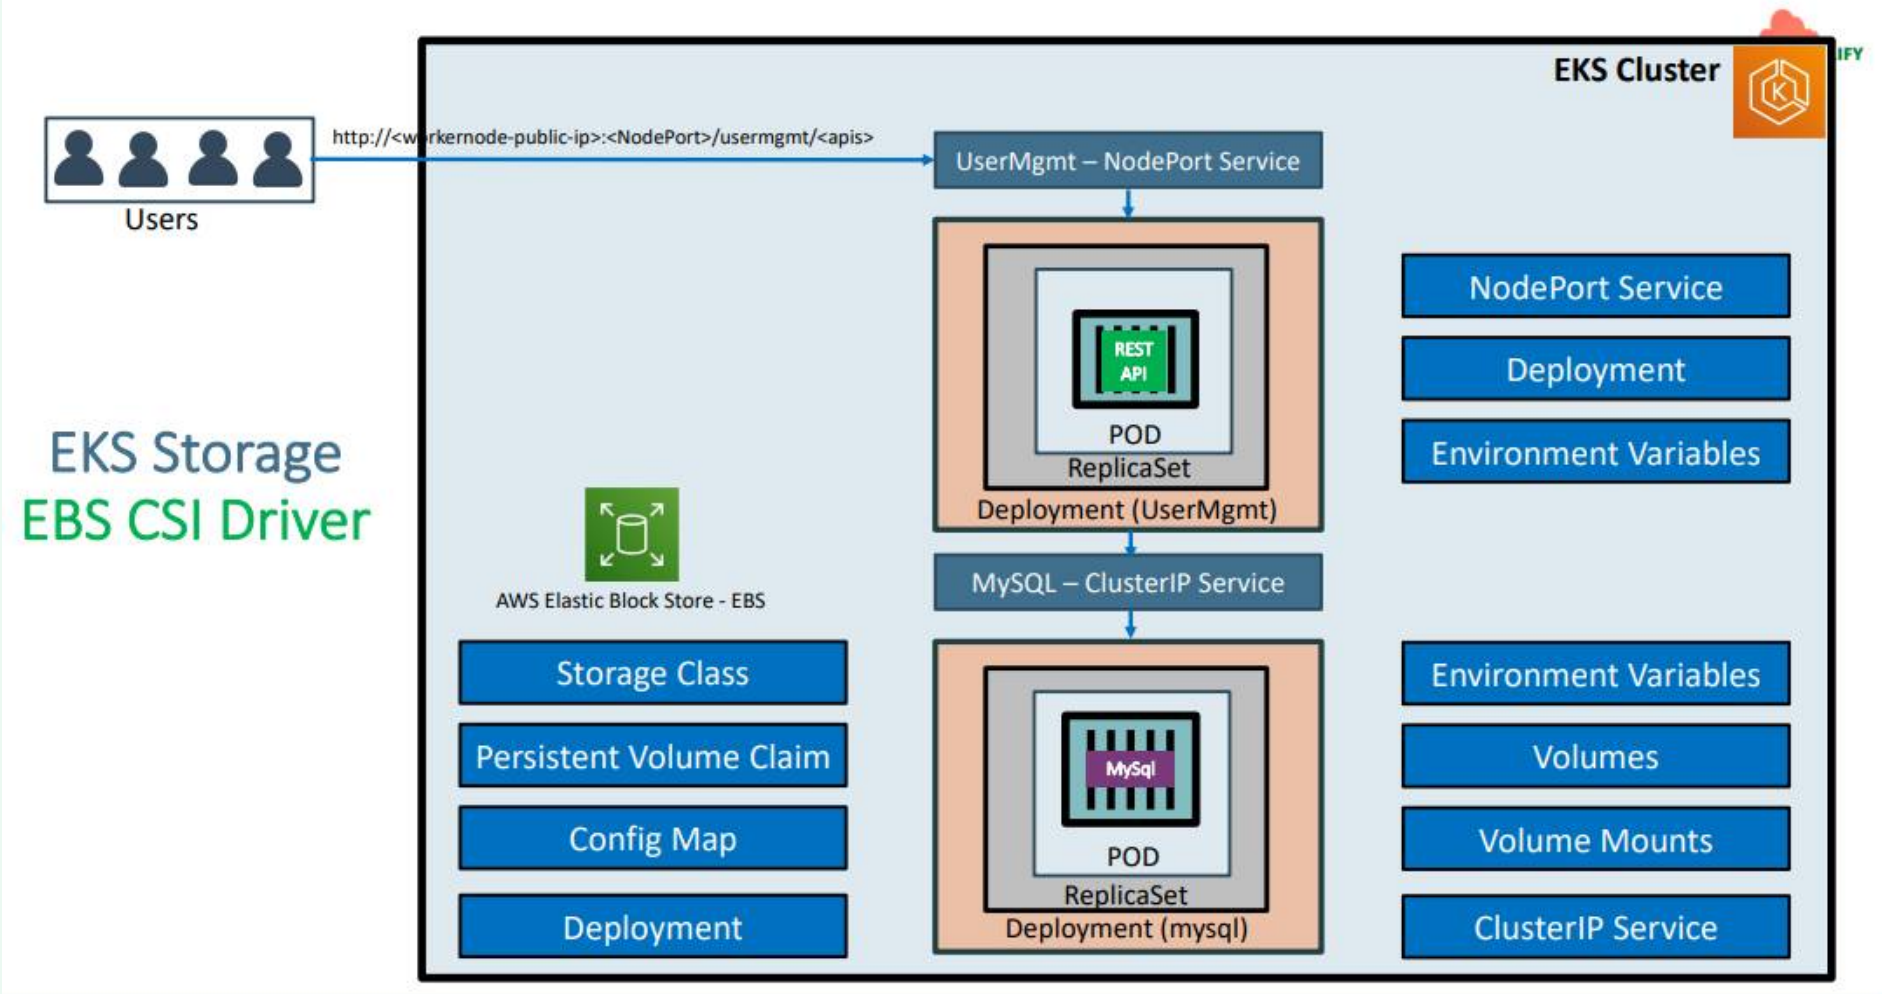 EKS Cluster
IFY
http://<workernode-public-ip>:<NodePort>/usermgmt/<apis>
UserMgmt – NodePort Service
Users
NodePort Service
REST
API
Deployment
POD
ReplicaSet
Environment Variables
Deployment (UserMgmt)
EKS Storage
EBS CSI Driver
AWS Elastic Block Store - EBS
MySQL – ClusterIP Service
Storage Class
Persistent Volume Claim
Config Map
Deployment
MySql
POD
ReplicaSet
Deployment (mysql)
Environment Variables
Volumes
Volume Mounts
ClusterIP Service
K